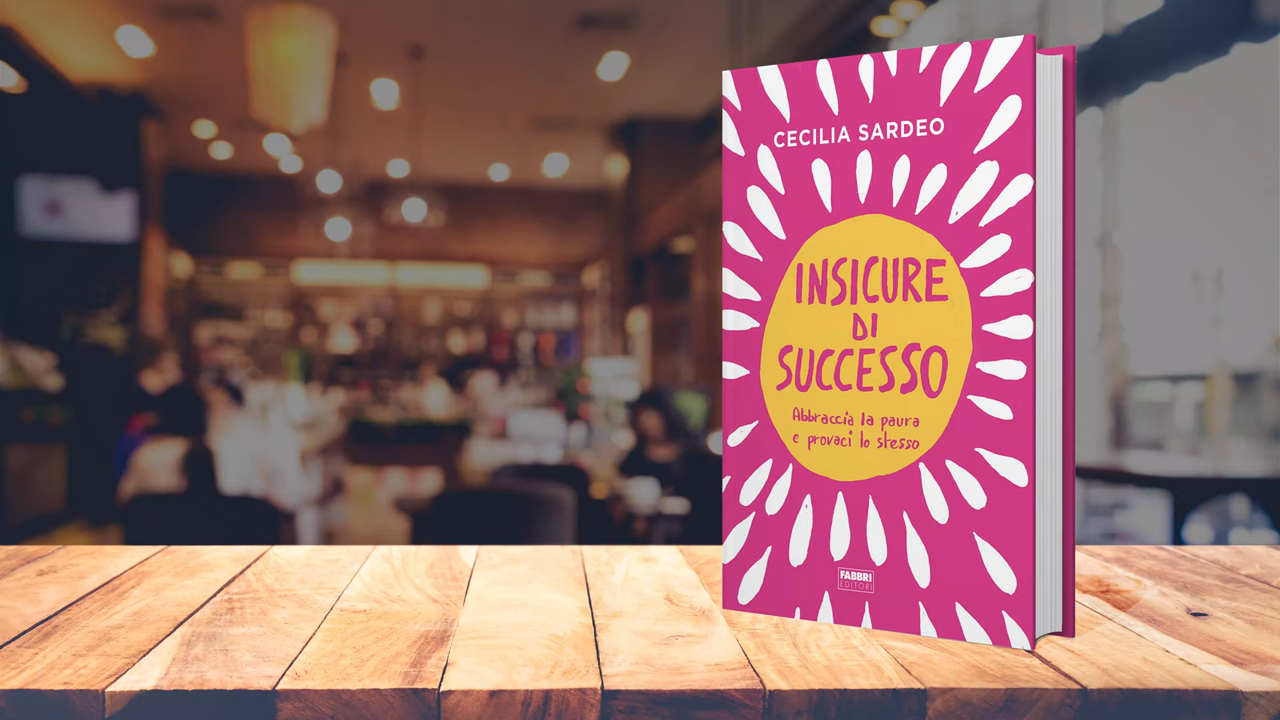 CECILIA SARDEO
INSICURE
DI
SUCCESSO
Abbraccia la paura
e provaci lo stesso
FABBRI
EDITORI